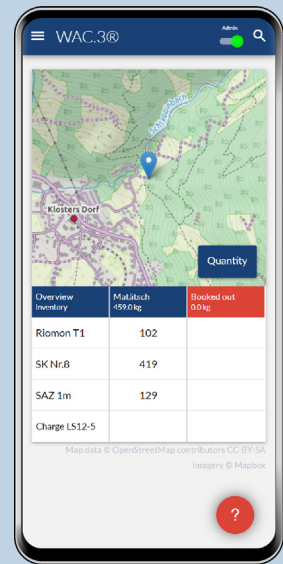 WAC.3®
Admin
Klosters Dorf
Quantity
Overview Matätsch Booked out
Inventory 459.0 kg 0.0 kg
Riomon T1 102
SK Nr.8 419
SAZ 1m 129
Charge LS12-5
Map data © OpenStreetMap contributors CC-BY-SA
Imagery © Mapbox
?